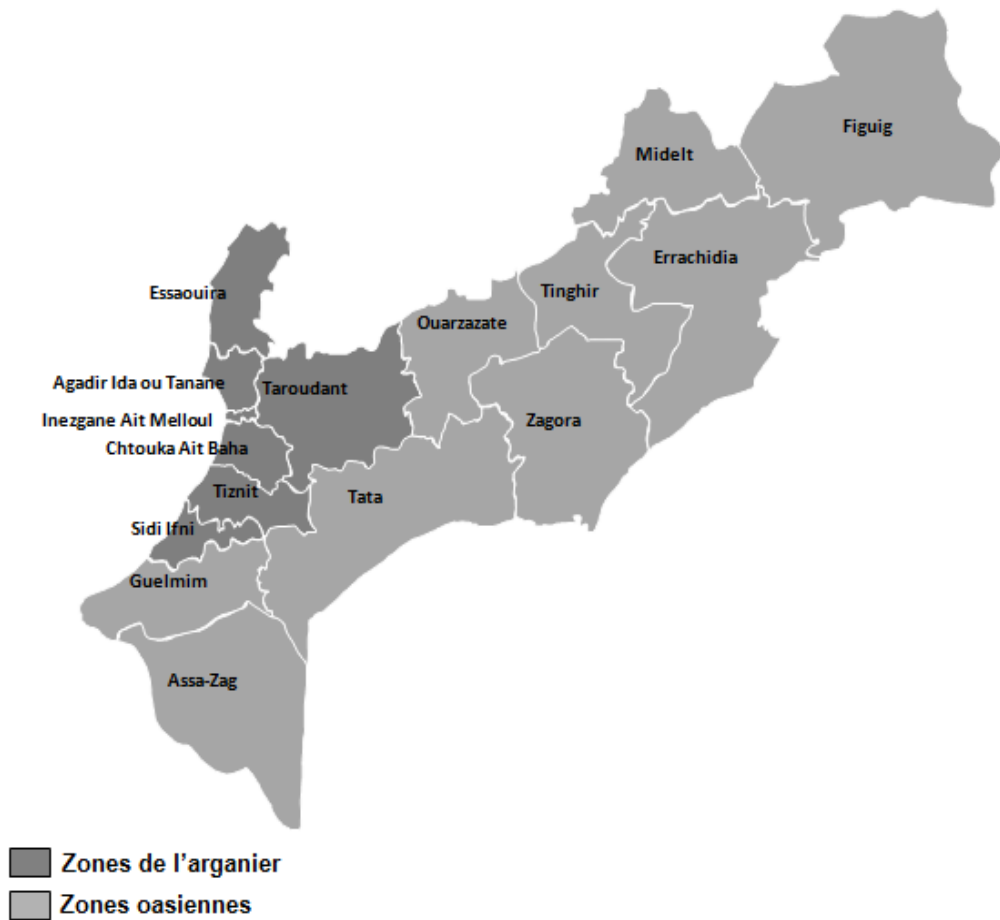 Figuig
Midelt
Errachidia
Essaouira
Tinghir
Ouarzazate
Agadir Ida ou Tanane
Taroudant
Inezgane Ait Melloul
Zagora
Chtouka Ait Baha
Tiznit
Tata
Sidi Ifni
Guelmim
Assa-Zag
Zones de l'arganier
Zones oasiennes